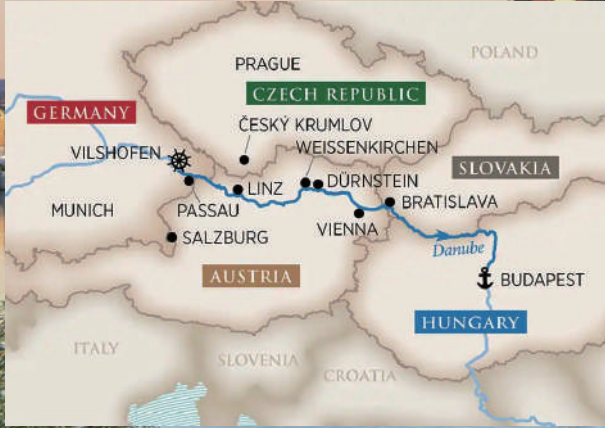 POLAND
PRAGUE
CZECH REPUBLIC
GERMANY
ČESKÝ KRUMLOV
WEISSENKIRCHEN
VILSHOFEN
SLOVAKIA
LINZ
DÜRNSTEIN
BRATISLAVA
MUNICH
PASSAU
VIENNA
SALZBURG
Danube
AUSTRIA
BUDAPEST
HUNGARY
ITALY
SLOVENIA
CROATIA